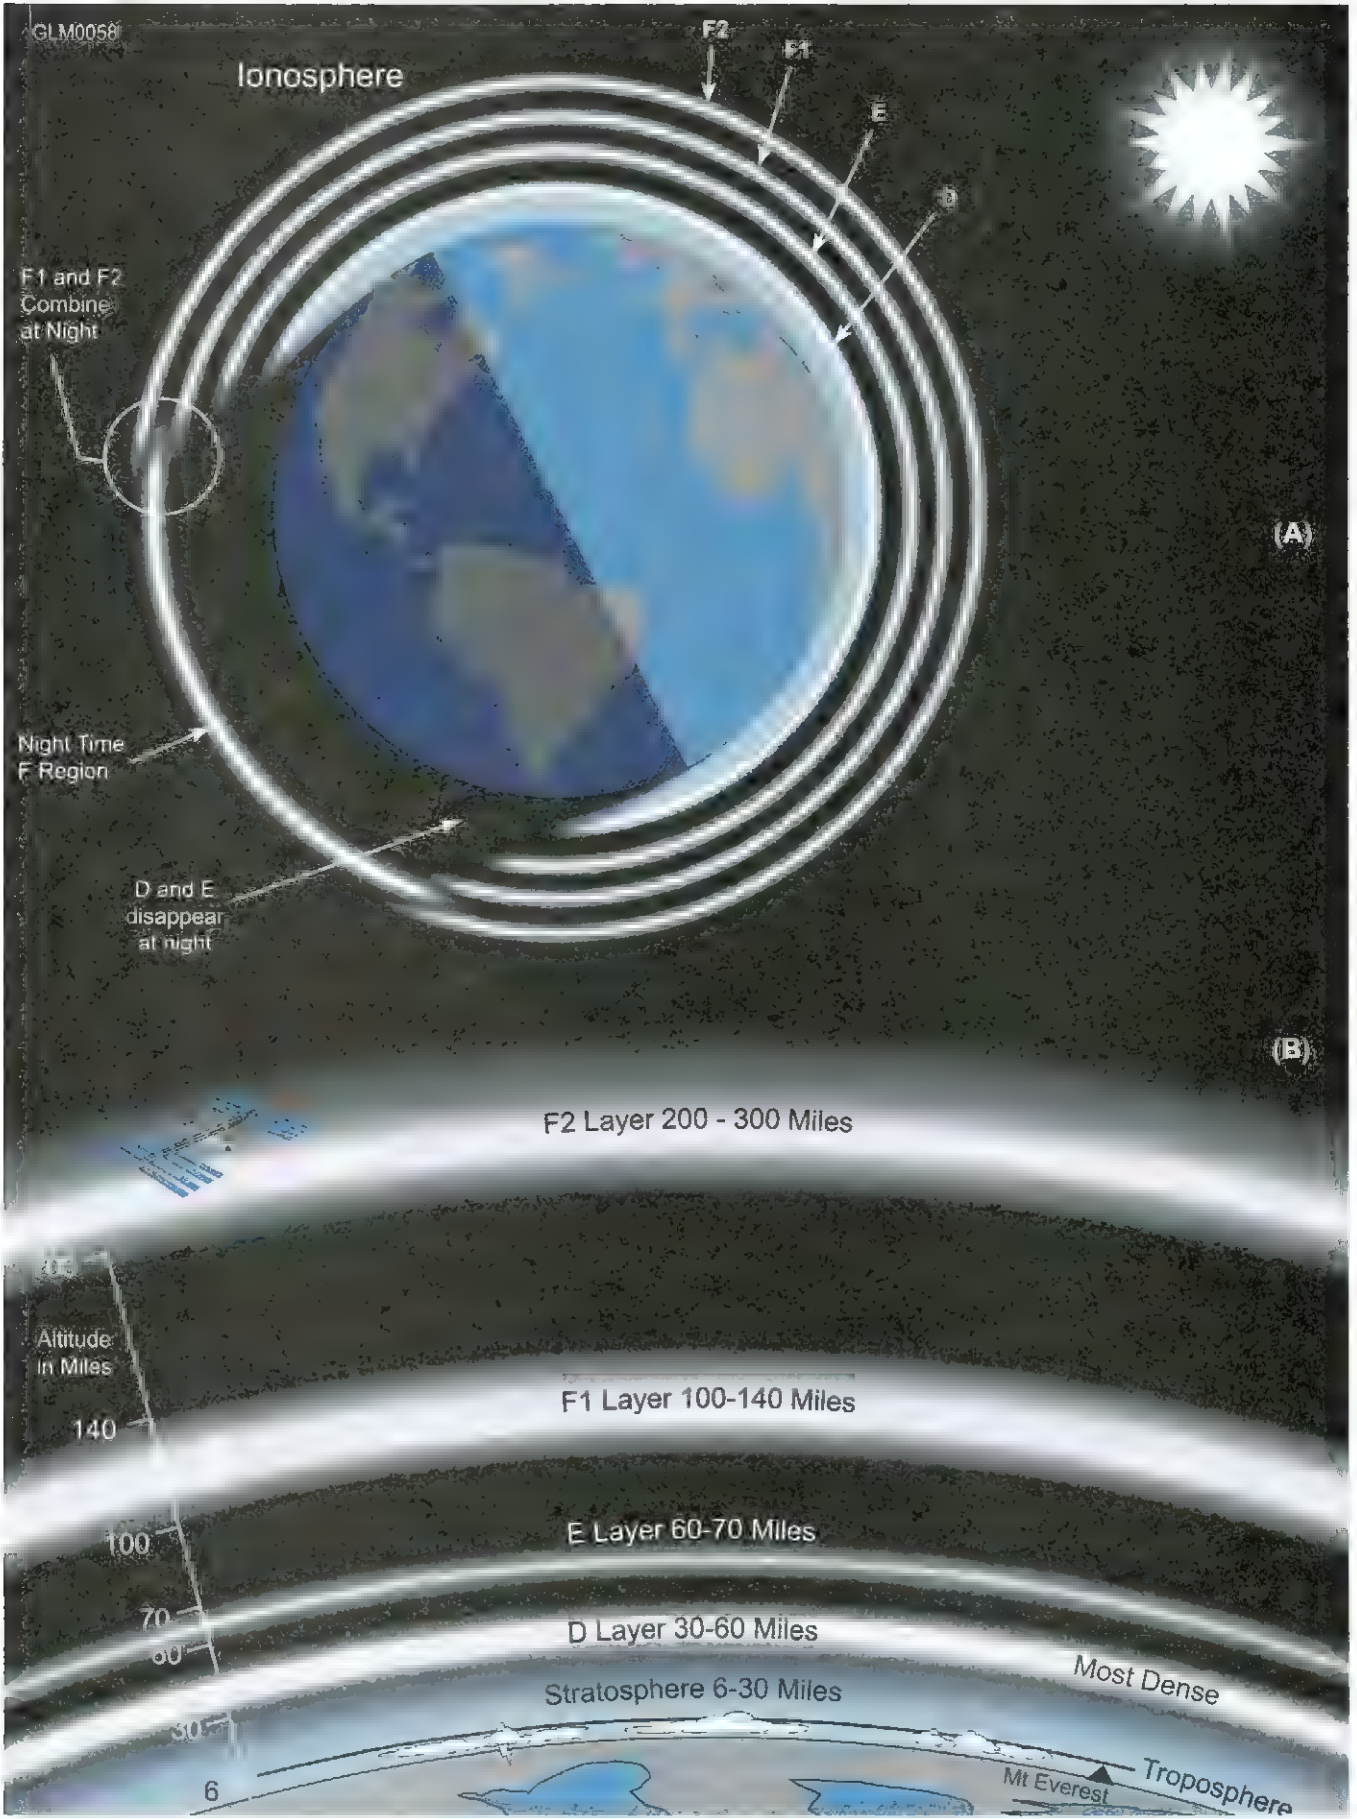 GLM0058
Ionosphere
F2
F1
E
D
F1 and F2
Combine
at Night
(A)
Night Time
F Region
D and E
disappear
at night
(B)
F2 Layer 200 - 300 Miles
Altitude
in Miles
F1 Layer 100-140 Miles
140
100
E Layer 60-70 Miles
70
60
D Layer 30-60 Miles
Most Dense
Stratosphere 6-30 Miles
30
6
Mt Everest
Troposphere